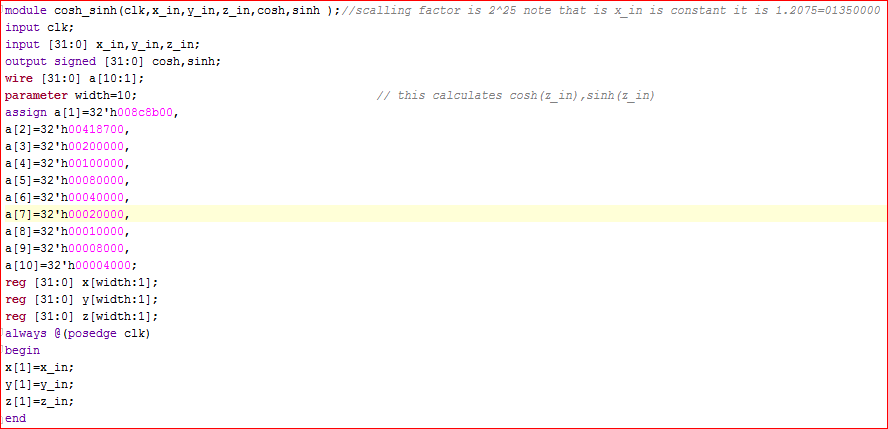 module cosh_sinh(clk,x_in,y_in,z_in,cosh,sinh );//scalling factor is 2^25 note that is x_in is constant it is 1.2075=01350000
input clk;
input [31:0] x_in,y_in,z_in;
output signed [31:0] cosh,sinh;
wire [31:0] a[10:1];
parameter width=10; // this calculates cosh(z_in),sinh(z_in)
assign a[1]=32'h008c8b00,
a[2]=32'h00418700,
a[3]=32'h00200000,
a[4]=32'h00100000,
a[5]=32'h00080000,
a[6]=32'h00040000,
a[7]=32'h00020000,
a[8]=32'h00010000,
a[9]=32'h00008000,
a[10]=32'h00004000;
reg [31:0] x[width:1];
reg [31:0] y[width:1];
reg [31:0] z[width:1];
always @(posedge clk)
begin
x[1]=x_in;
y[1]=y_in;
z[1]=z_in;
end